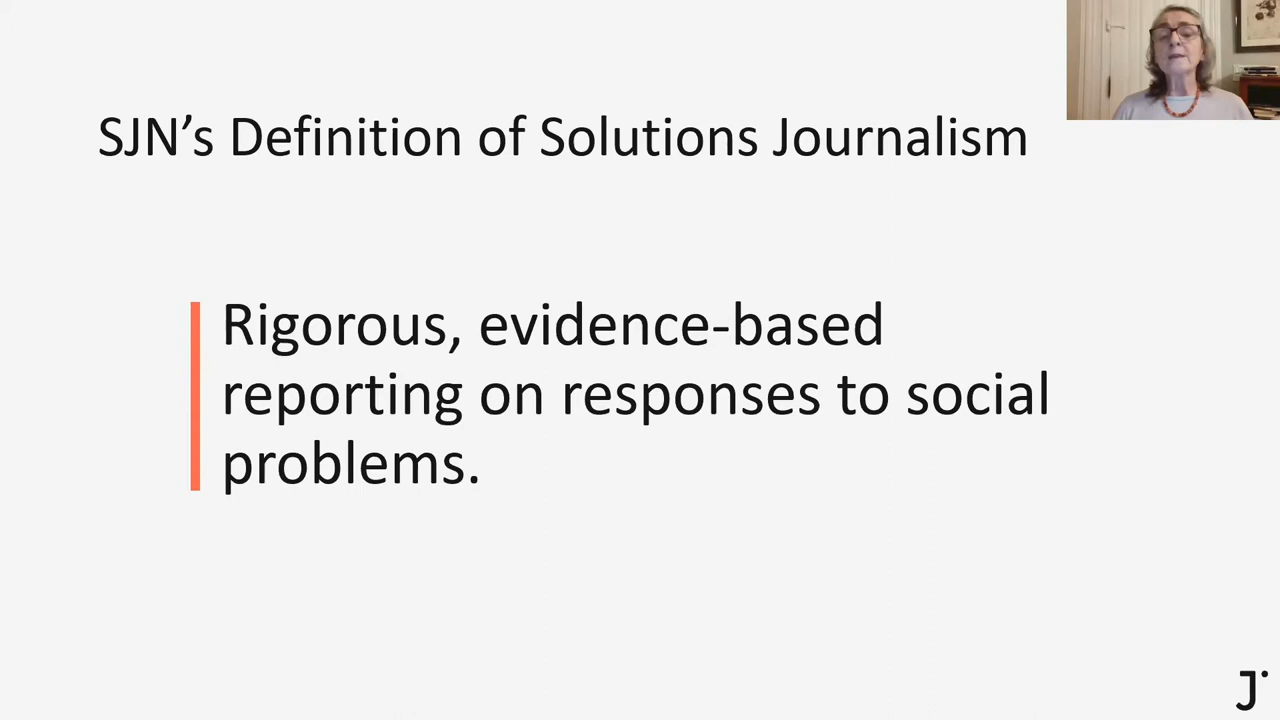 SJN’s Definition of Solutions Journalism
Rigorous, evidence-based
reporting on responses to social
problems.
J